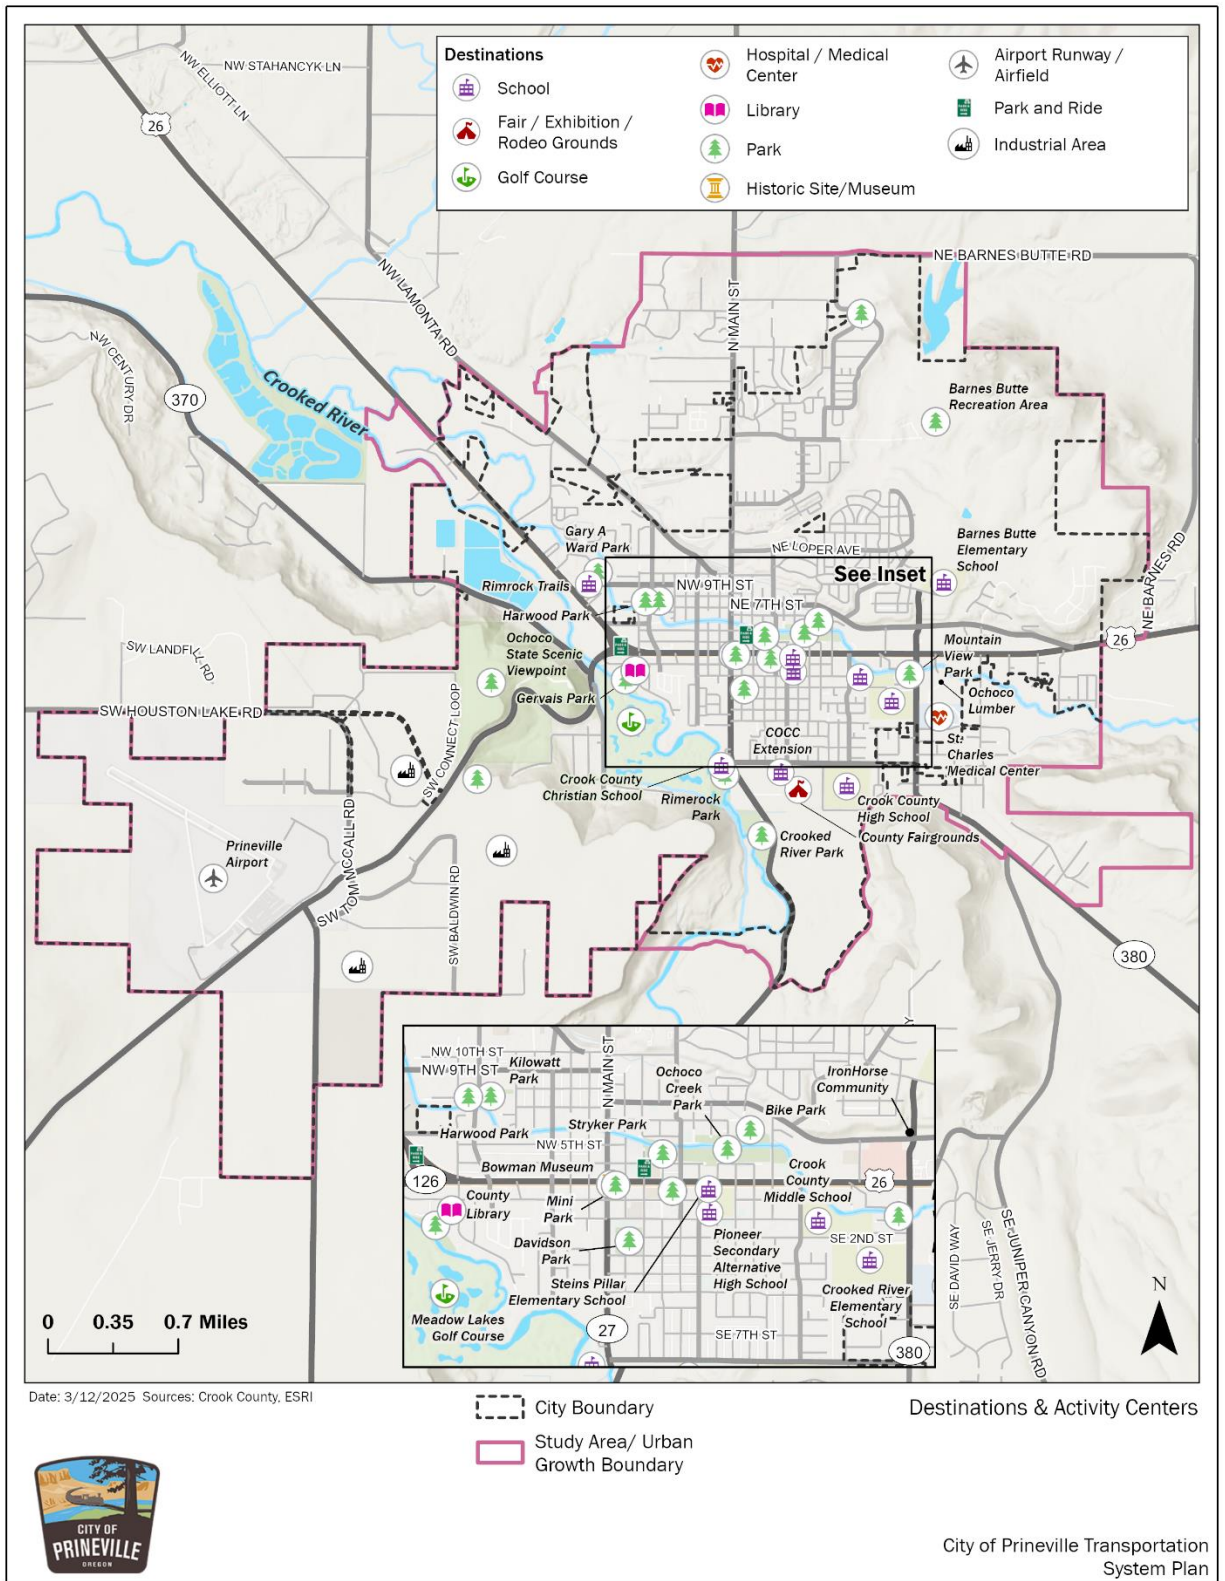 Destinations
School
Fair / Exhibition /
Rodeo Grounds
Golf Course
Hospital / Medical
Center
Library
Park
Historic Site/Museum
Airport Runway /
Airfield
Park and Ride
Industrial Area
NW STAHANCYK LN
NW ELLIOTT LN
26
NW LAMONTA RD
N MAIN ST
NE BARNES BUTTE RD
NW CENTURY DR
370
Crooked River
Barnes Butte
Recreation Area
Gary A
Ward Park
NE LOPER AVE
Barnes Butte
Elementary
School
See Inset
Rimrock Trails
NW 9TH ST
NE 7TH ST
Harwood Park
NE BARNES RD
26
Ochoco
State Scenic
Viewpoint
Mountain
View
Park
SW LANDFILL RD
Gervais Park
Ochoco
Lumber
SW HOUSTON LAKE RD
SW CONNECT LOOP
COCC
Extension
St.
Charles
Medical Center
Crook County
Christian School
Rimerock
Park
Crook County
High School
County Fairgrounds
Crooked
River Park
Prineville
Airport
SW TOM MCCALL RD
SW BALDWIN RD
380
NW 10TH ST
NW 9TH ST
Kilowatt
Park
N MAIN ST
Ochoco
Creek
Park
IronHorse
Community
Y
Bike Park
Harwood Park
Stryker Park
NW 5TH ST
126
Bowman Museum
Crook
County
Middle School
26
County
Library
Mini
Park
Davidson
Park
Pioneer
Secondary
Alternative
High School
SE 2ND ST
Steins Pillar
Elementary School
Crooked River
Elementary
School
Meadow Lakes
Golf Course
27
SE 7TH ST
380
SE DAVID WAY
SE JERRY DR
SE JUNIPER CANYON RD
N
0 0.35 0.7 Miles
Date: 3/12/2025 Sources: Crook County, ESRI
City Boundary
Study Area/ Urban
Growth Boundary
Destinations & Activity Centers
CITY OF
PRINEVILLE
OREGON
City of Prineville Transportation
System Plan